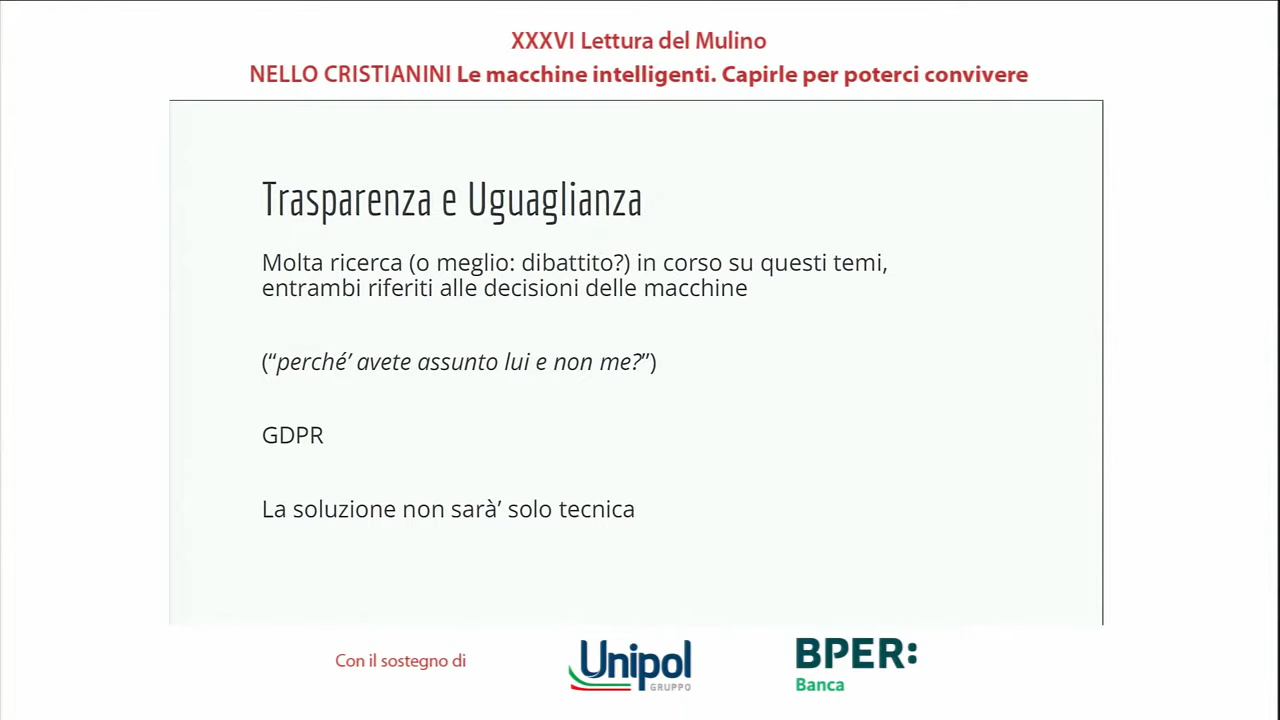 XXXVI Lettura del Mulino
NELLO CRISTIANINI Le macchine intelligenti. Capirle per poterci convivere
Trasparenza e Uguaglianza
Molta ricerca (o meglio: dibattito?) in corso su questi temi,
entrambi riferiti alle decisioni delle macchine
(“perché’ avete assunto lui e non me?”)
GDPR
La soluzione non sarà’ solo tecnica
Con il sostegno di
Unipol
GRUPPO
BPER:
Banca